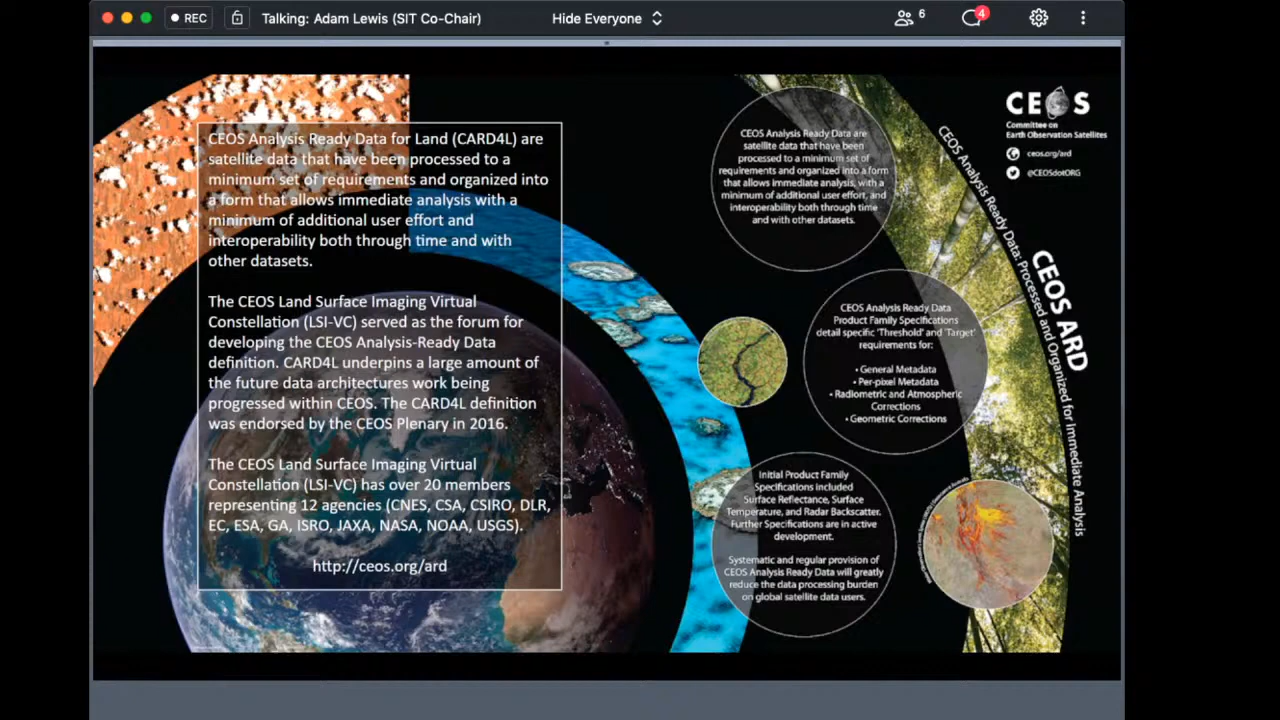 REC
Talking: Adam Lewis (SIT Co-Chair)
Hide Everyone
6
4
CEOS Analysis Ready Data for Land (CARD4L) are
satellite data that have been processed to a
minimum set of requirements and organized into
a form that allows immediate analysis with a
minimum of additional user effort and
interoperability both through time and with
other datasets.
The CEOS Land Surface Imaging Virtual
Constellation (LSI-VC) served as the forum for
developing the CEOS Analysis-Ready Data
definition. CARD4L underpins a large amount of
the future data architectures work being
progressed within CEOS. The CARD4L definition
was endorsed by the CEOS Plenary in 2016.
The CEOS Land Surface Imaging Virtual
Constellation (LSI-VC) has over 20 members
representing 12 agencies (CNES, CSA, CSIRO, DLR,
EC, ESA, GA, ISRO, JAXA, NASA, NOAA, USGS).
http://ceos.org/ard
CEOS Analysis Ready Data are
satellite data that have been
processed to a minimum set of
requirements and organized into a form
that allows immediate analysis, with a
minimum of additional user effort, and
interoperability both through time
and with other datasets.
CEOS Analysis Ready Data
Product Family Specifications
detail specific 'Threshold' and 'Target'
requirements for:
• General Metadata
• Per-pixel Metadata
• Radiometric and Atmospheric
Corrections
• Geometric Corrections
Initial Product Family
Specifications included
Surface Reflectance, Surface
Temperature, and Radar Backscatter.
Further Specifications are in active
development.
Systematic and regular provision of
CEOS Analysis Ready Data will greatly
reduce the data processing burden
on global satellite data users.
CEOS
Committee on
Earth Observation Satellites
ceos.org/ard
@CEOSdotORG
CEOS ARD
CEOS Analysis Ready Data: Processed and Organized for Immediate Analysis